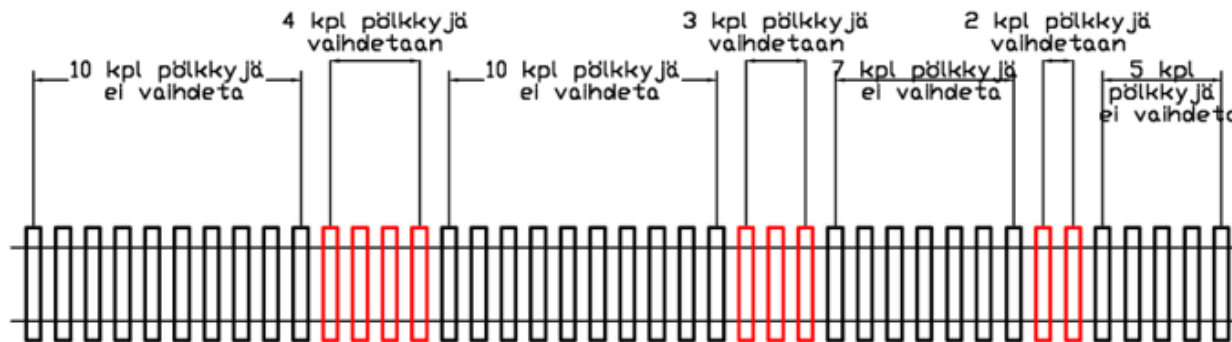 4 kpl pölkkyjä
vaihdetaan
3 kpl pölkkyjä
vaihdetaan
2 kpl pölkkyjä
vaihdetaan
10 kpl pölkkyjä
ei vaihdeta
10 kpl pölkkyjä
ei vaihdeta
7 kpl pölkkyjä
ei vaihdeta
5 kpl
pölkkyjä
ei vaihdeta